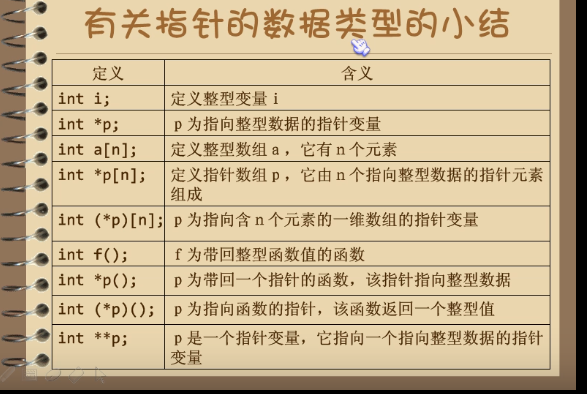 有关指针的数据类型的小结
定义 含义
int i; 定义整型变量 i
int *p; p 为指向整型数据的指针变量
int a[n]; 定义整型数组 a ，它有 n 个元素
int *p[n]; 定义指针数组 p ，它由 n 个指向整型数据的指针元素
组成
int (*p)[n]; p 为指向含 n 个元素的一维数组的指针变量
int f(); f 为带回整型函数值的函数
int *p(); p 为带回一个指针的函数，该指针指向整型数据
int (*p)(); p 为指向函数的指针，该函数返回一个整型值
int **p; p 是一个指针变量，它指向一个指向整型数据的指针
变量